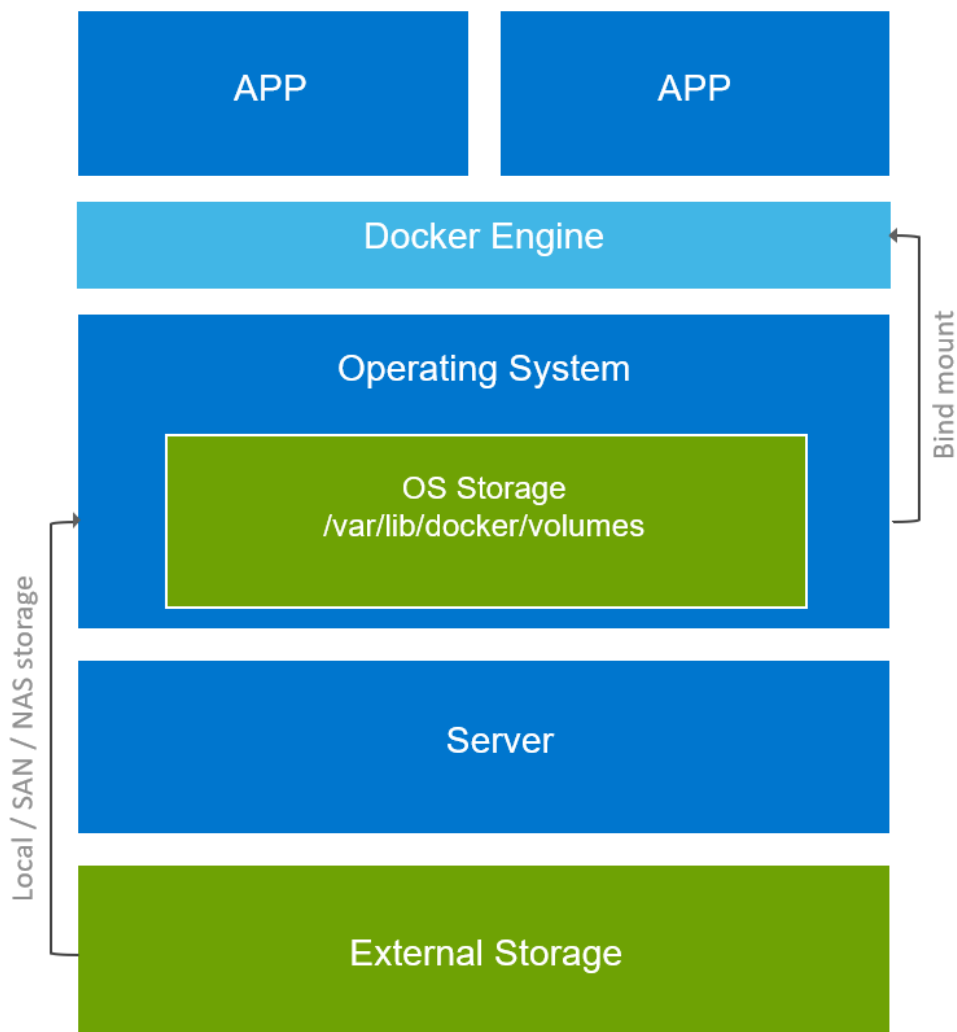 APP
APP
Docker Engine
Operating System
Bind mount
OS Storage
/var/lib/docker/volumes
Local / SAN / NAS storage
Server
External Storage